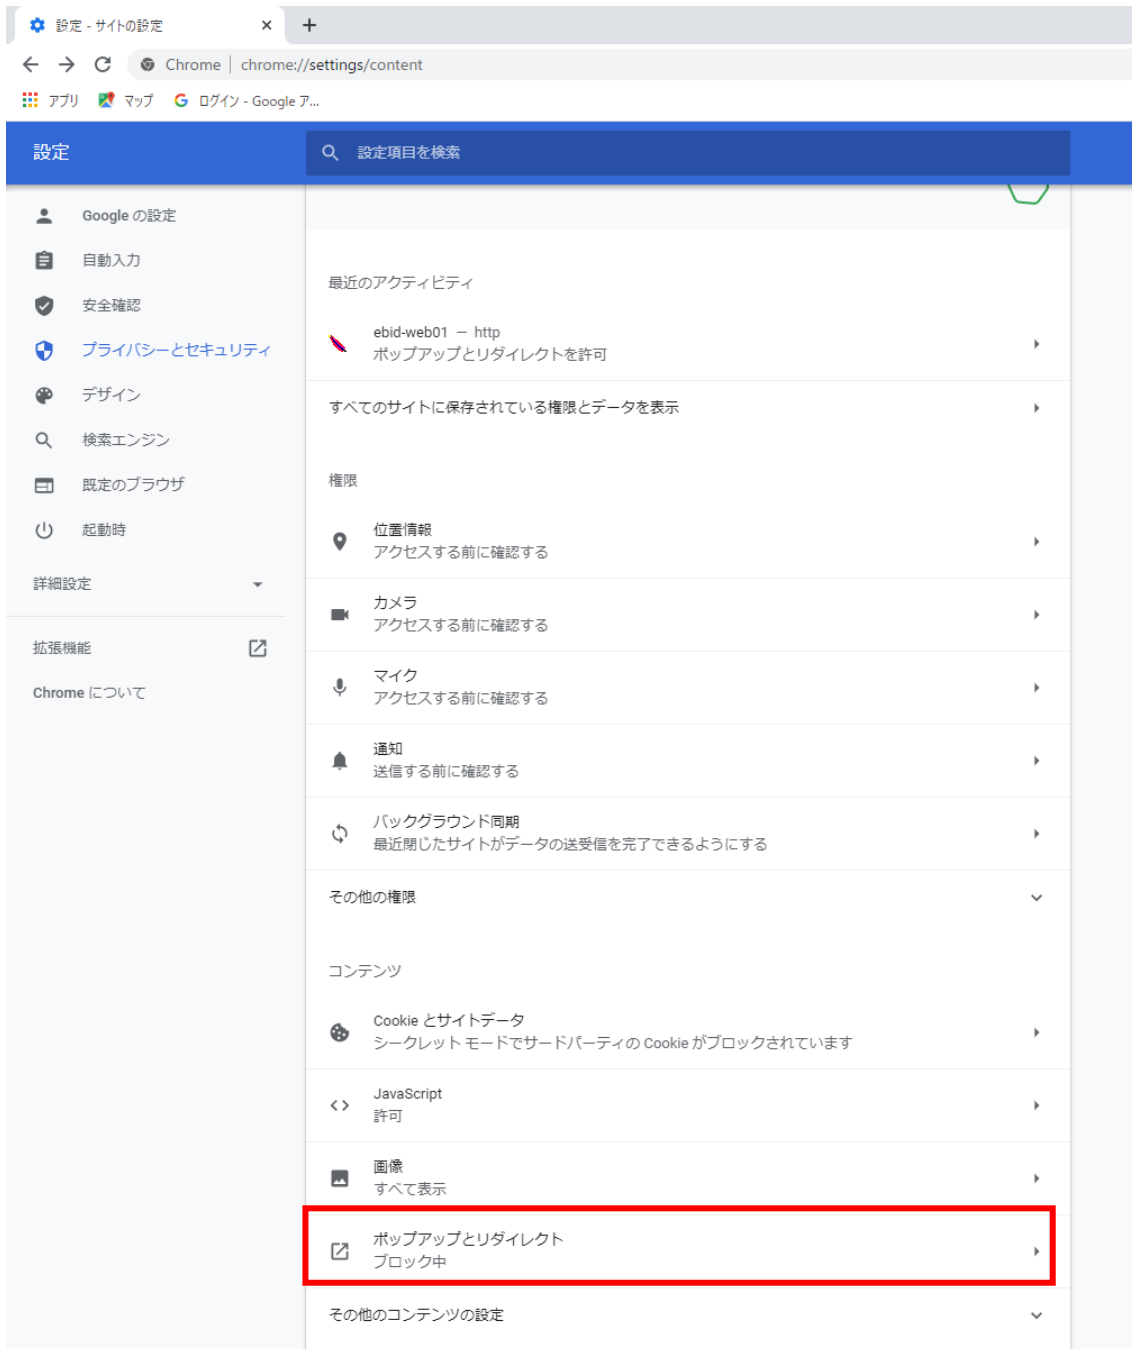 設定 - サイトの設定
Chrome | chrome://settings/content
アプリ マップ ログイン - Google ア...
設定
設定項目を検索
Google の設定
自動入力
安全確認
プライバシーとセキュリティ
デザイン
検索エンジン
既定のブラウザ
起動時
詳細設定
拡張機能
Chrome について
最近のアクティビティ
ebid-web01 － http
ポップアップとリダイレクトを許可
すべてのサイトに保存されている権限とデータを表示
権限
位置情報
アクセスする前に確認する
カメラ
アクセスする前に確認する
マイク
アクセスする前に確認する
通知
送信する前に確認する
バックグラウンド同期
最近閉じたサイトがデータの送受信を完了できるようにする
その他の権限
コンテンツ
Cookie とサイトデータ
シークレット モードでサードパーティの Cookie がブロックされています
JavaScript
許可
画像
すべて表示
ポップアップとリダイレクト
ブロック中
その他のコンテンツの設定